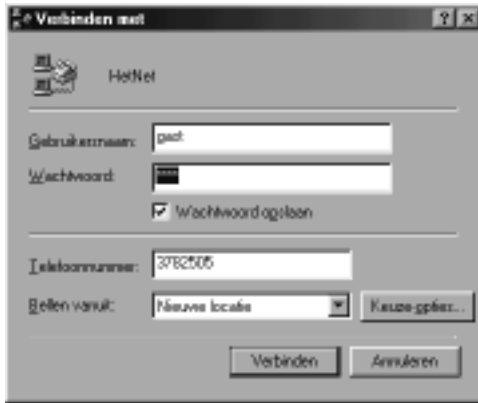 Verbinden met
HetNet
Gebruikersnaam: gast
Wachtwoord: ****
Wachtwoord opslaan
Telefoonnummer: 3782505
Bellen vanuit: Nieuwe locatie Keuze-opties...
Verbinden Annuleren